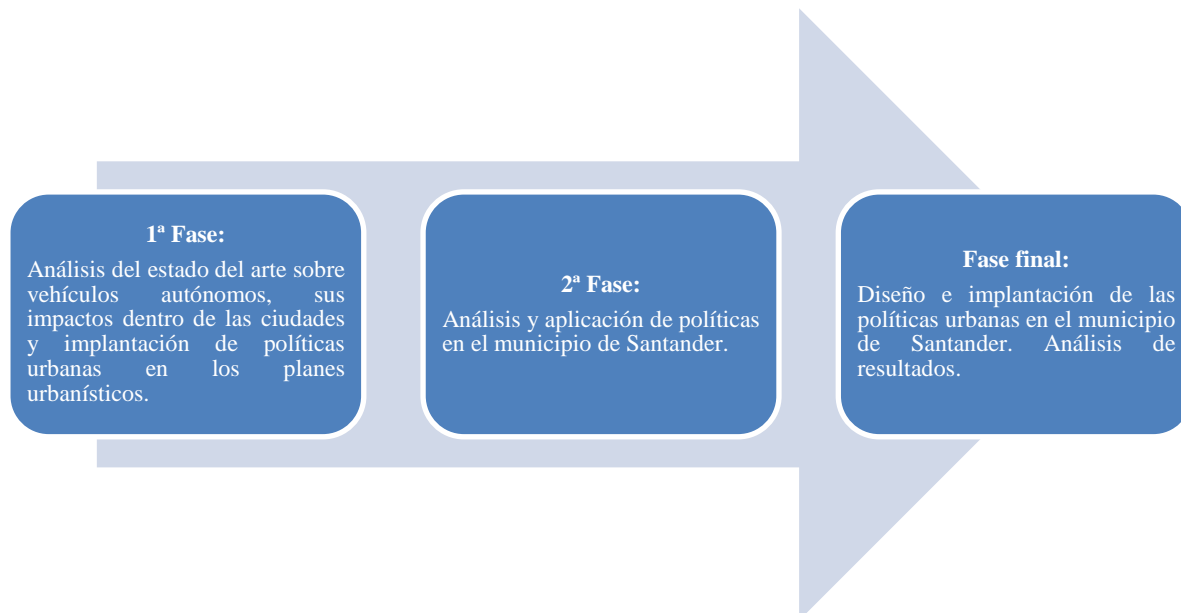 1ª Fase:
Análisis del estado del arte sobre
vehículos autónomos, sus
impactos dentro de las ciudades
y implantación de políticas
urbanas en los planes
urbanísticos.
2ª Fase:
Análisis y aplicación de políticas
en el municipio de Santander.
Fase final:
Diseño e implantación de las
políticas urbanas en el municipio
de Santander. Análisis de
resultados.